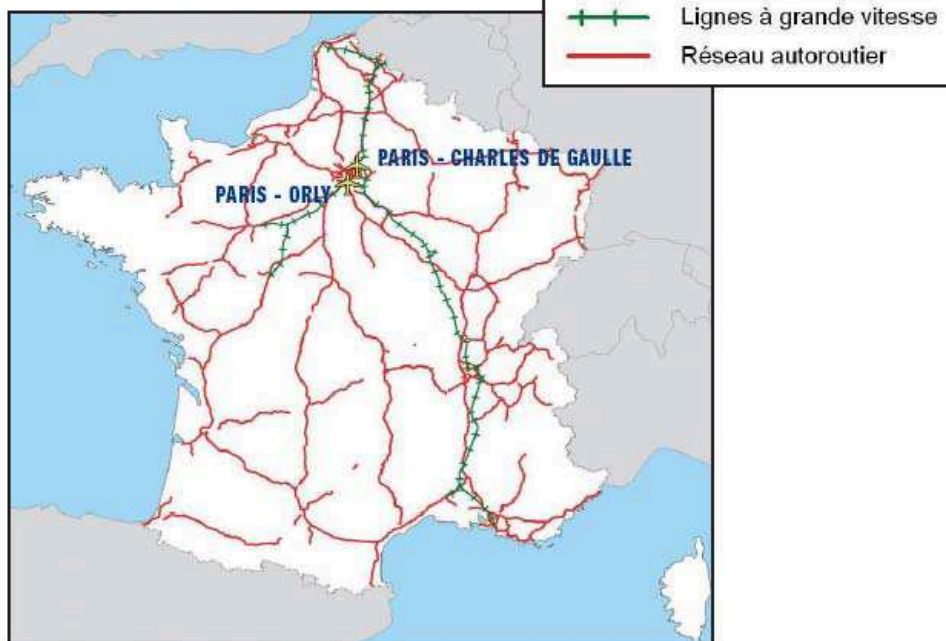 Lignes à grande vitesse
Réseau autoroutier
PARIS - CHARLES DE GAULLE
PARIS - ORLY